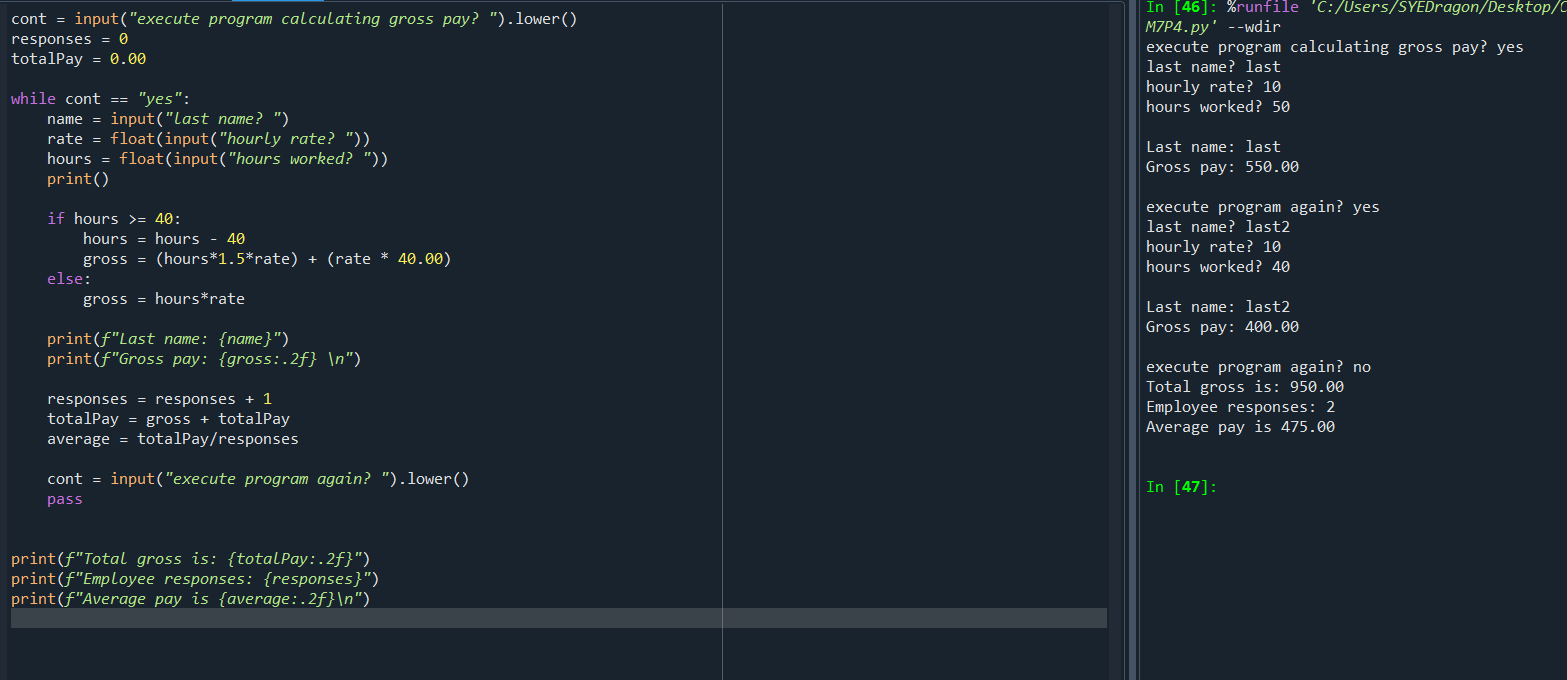 cont = input("execute program calculating gross pay? ").lower()
responses = 0
totalPay = 0.00

while cont == "yes":
    name = input("last name? ")
    rate = float(input("hourly rate? "))
    hours = float(input("hours worked? "))
    print()

    if hours >= 40:
        hours = hours - 40
        gross = (hours*1.5*rate) + (rate * 40.00)
    else:
        gross = hours*rate

    print(f"Last name: {name}")
    print(f"Gross pay: {gross:.2f} \n")

    responses = responses + 1
    totalPay = gross + totalPay
    average = totalPay/responses

    cont = input("execute program again? ").lower()
    pass

print(f"Total gross is: {totalPay:.2f}")
print(f"Employee responses: {responses}")
print(f"Average pay is {average:.2f}\n")

In [46]: %runfile 'C:/Users/SYEDragon/Desktop/
M7P4.py' --wdir
execute program calculating gross pay? yes
last name? last
hourly rate? 10
hours worked? 50

Last name: last
Gross pay: 550.00

execute program again? yes
last name? last2
hourly rate? 10
hours worked? 40

Last name: last2
Gross pay: 400.00

execute program again? no
Total gross is: 950.00
Employee responses: 2
Average pay is 475.00

In [47]: